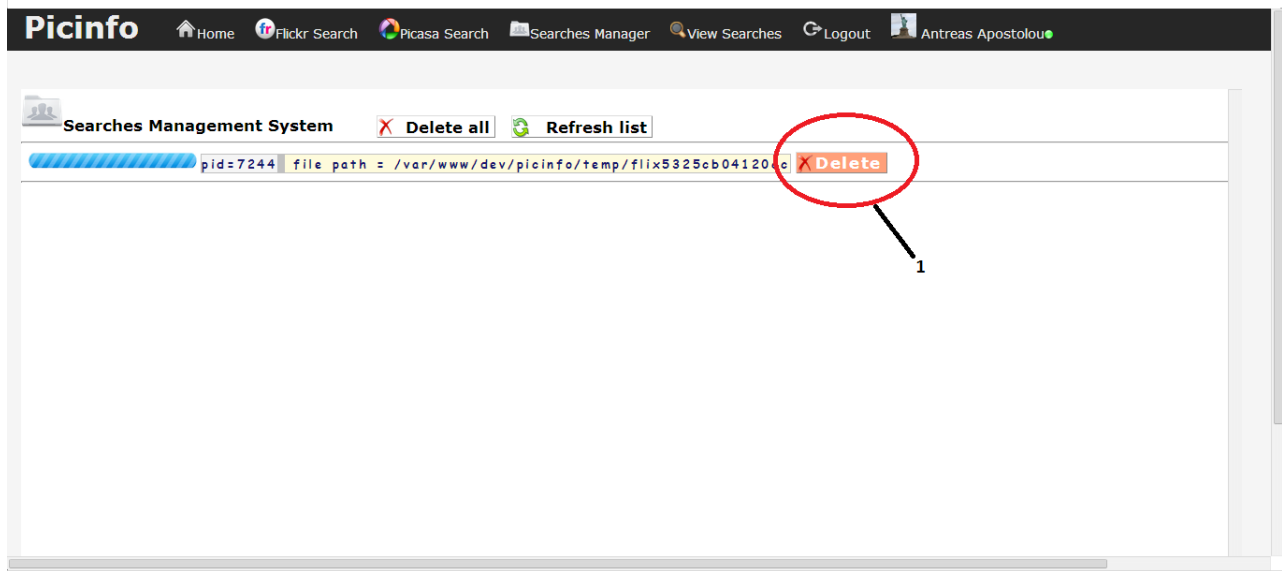 Picinfo Home fr Flickr Search Picasa Search Searches Manager View Searches Logout Antreas Apostolou
Searches Management System Delete all Refresh list
pid=7244 file path = /var/www/dev/picinfo/temp/flix5325cb04120 Delete
1